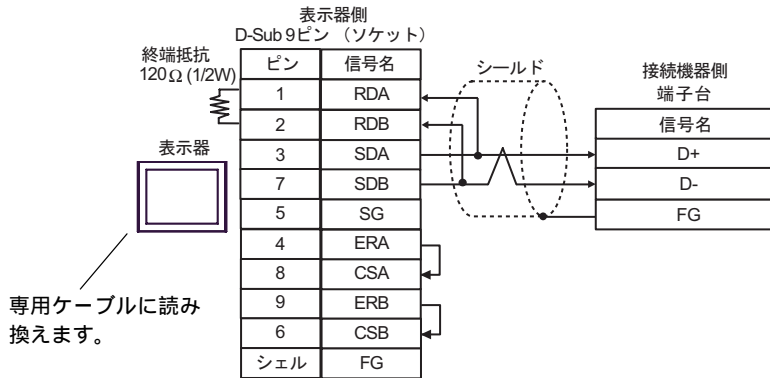 表示器側
D-Sub 9ピン (ソケット)
終端抵抗
120Ω (1/2W)
ピン 信号名
1 RDA
2 RDB
3 SDA
7 SDB
5 SG
4 ERA
8 CSA
9 ERB
6 CSB
シェル FG
シールド
接続機器側
端子台
信号名
D+
D-
FG
表示器
専用ケーブルに読み
換えます。